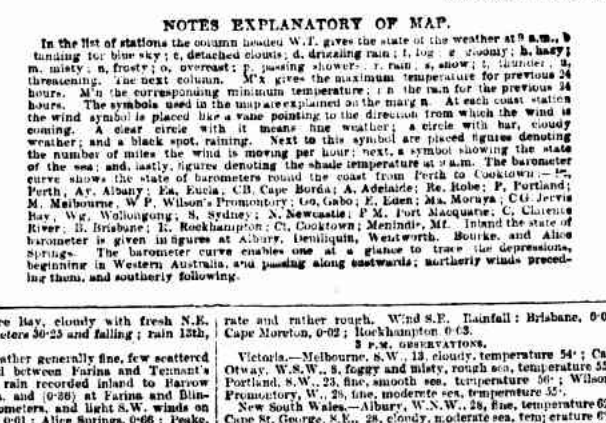 NOTES EXPLANATORY OF MAP.
In the list of stations the column headed W.T. gives the state of the weather at 9 a.m., b
standing for blue sky; c, detached clouds; d, drizzling rain; f, fog; g, gloomy; h, hazy;
m, misty; n, frosty; o, overcast; p, passing showers; r, rain; s, snow; t, thunder; u,
threatening. The next column, M'x gives the maximum temperature for previous 24
hours. M'n the corresponding minimum temperature; the rain for the previous 24
hours. The symbols used in the map are explained on the margin. At each coast station
the wind symbol is placed like a vane pointing to the direction from which the wind is
coming. A clear circle with it means fine weather; a circle with bar, cloudy
weather; and a black spot, raining. Next to this symbol are placed figures denoting
the number of miles the wind is moving per hour; next, a symbol showing the state
of the sea; and, lastly, figures denoting the shade temperature at 9 a.m. The barometer
curve shows the state of barometers round the coast from Perth to Cooktown:—
Perth, Ay. Albany; Ea, Eucla; CB, Cape Borda; A, Adelaide; Re, Robe; P, Portland;
M, Melbourne, W P, Wilson's Promontory; Go, Gabo; E, Eden; Ma, Moruya; CG, Jervis
Bay, Wg, Wollongong; S, Sydney; N, Newcastle; P M, Port Macquarie; C, Clarence
River; B, Brisbane; R, Rockhampton; Ct, Cooktown; Menindie, Mf. Inland the state of
barometer is given in figures at Albury, Deniliquin, Wentworth, Bourke, and Alice
Springs. The barometer curve enables one at a glance to trace the depressions,
beginning in Western Australia, and passing along eastwards; northerly winds preced-
ing them, and southerly following.
Bay, cloudy with fresh N.E.
30·25 and falling; rain 13th,
generally fine, few scattered
between Farina and Tennant's
rain recorded inland to Barrow
and (0·36) at Farina and Blin-
and light S.W. winds on
0·01; Alice Springs, 0·66; Peake,
rate and rather rough. Wind S.E. Rainfall: Brisbane,
Cape Moreton, 0·02; Rockhampton 0·03.
3 P.M. OBSERVATIONS.
Victoria.—Melbourne, S.W., 13, cloudy, temperature 54°;
Otway, W.S.W., 8, foggy and misty, rough sea, temperature
Portland, S.W., 23, fine, smooth sea, temperature 56°;
Promontory, W., 28, fine, moderate sea, temperature 55°.
New South Wales.—Albury, W.N.W., 28, fine, temperature
Cape St. George, S.E., 28, cloudy, moderate sea, temperature